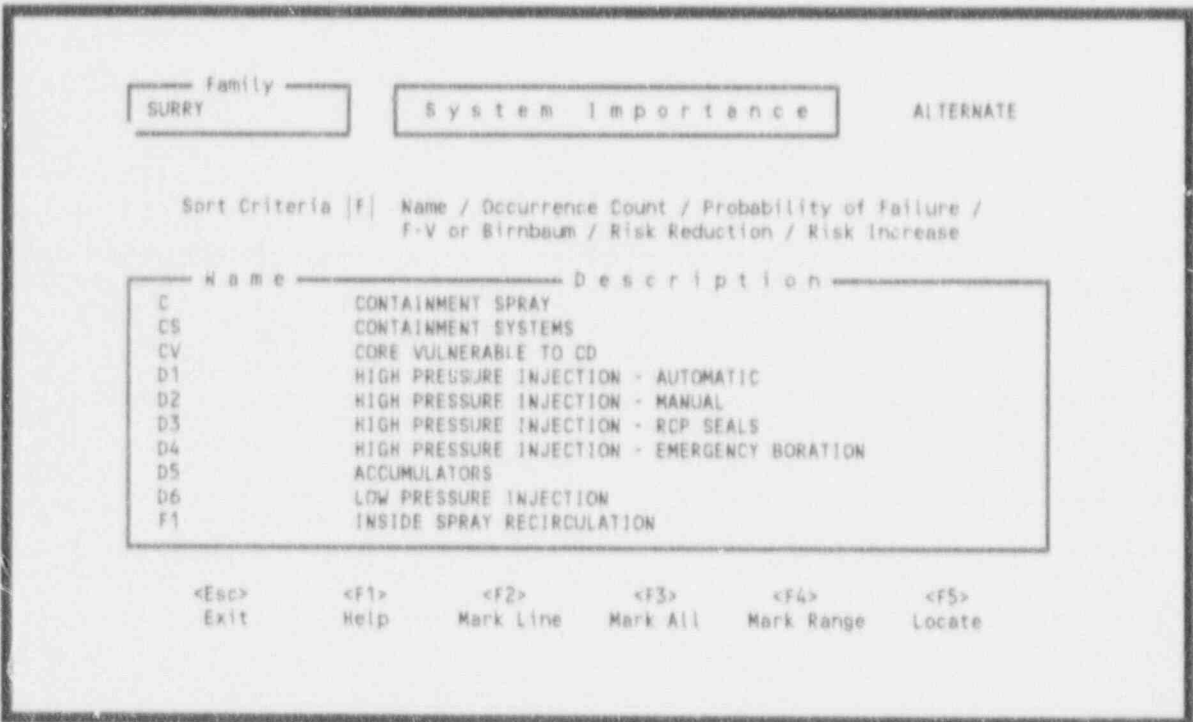 Family
SURRY
System Importance
ALTERNATE
Sort Criteria |F| Name / Occurrence Count / Probability of Failure /
F-V or Birnbaum / Risk Reduction / Risk Increase
Name Description
C CONTAINMENT SPRAY
CS CONTAINMENT SYSTEMS
CV CORE VULNERABLE TO CD
D1 HIGH PRESSURE INJECTION - AUTOMATIC
D2 HIGH PRESSURE INJECTION - MANUAL
D3 HIGH PRESSURE INJECTION - RCP SEALS
D4 HIGH PRESSURE INJECTION - EMERGENCY BORATION
D5 ACCUMULATORS
D6 LOW PRESSURE INJECTION
F1 INSIDE SPRAY RECIRCULATION
<Esc> <F1> <F2> <F3> <F4> <F5>
Exit Help Mark Line Mark All Mark Range Locate